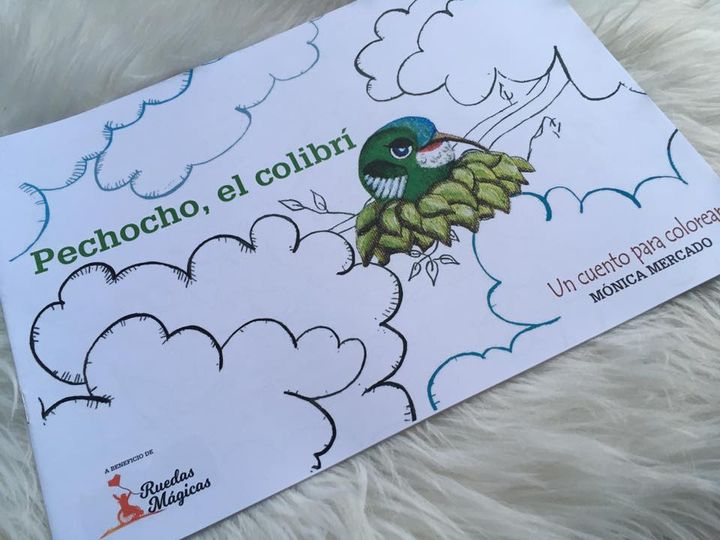 Pechocho, el colibrí
Un cuento para colorear
MÓNICA MERCADO
A BENEFICIO DE
Ruedas
Mágicas